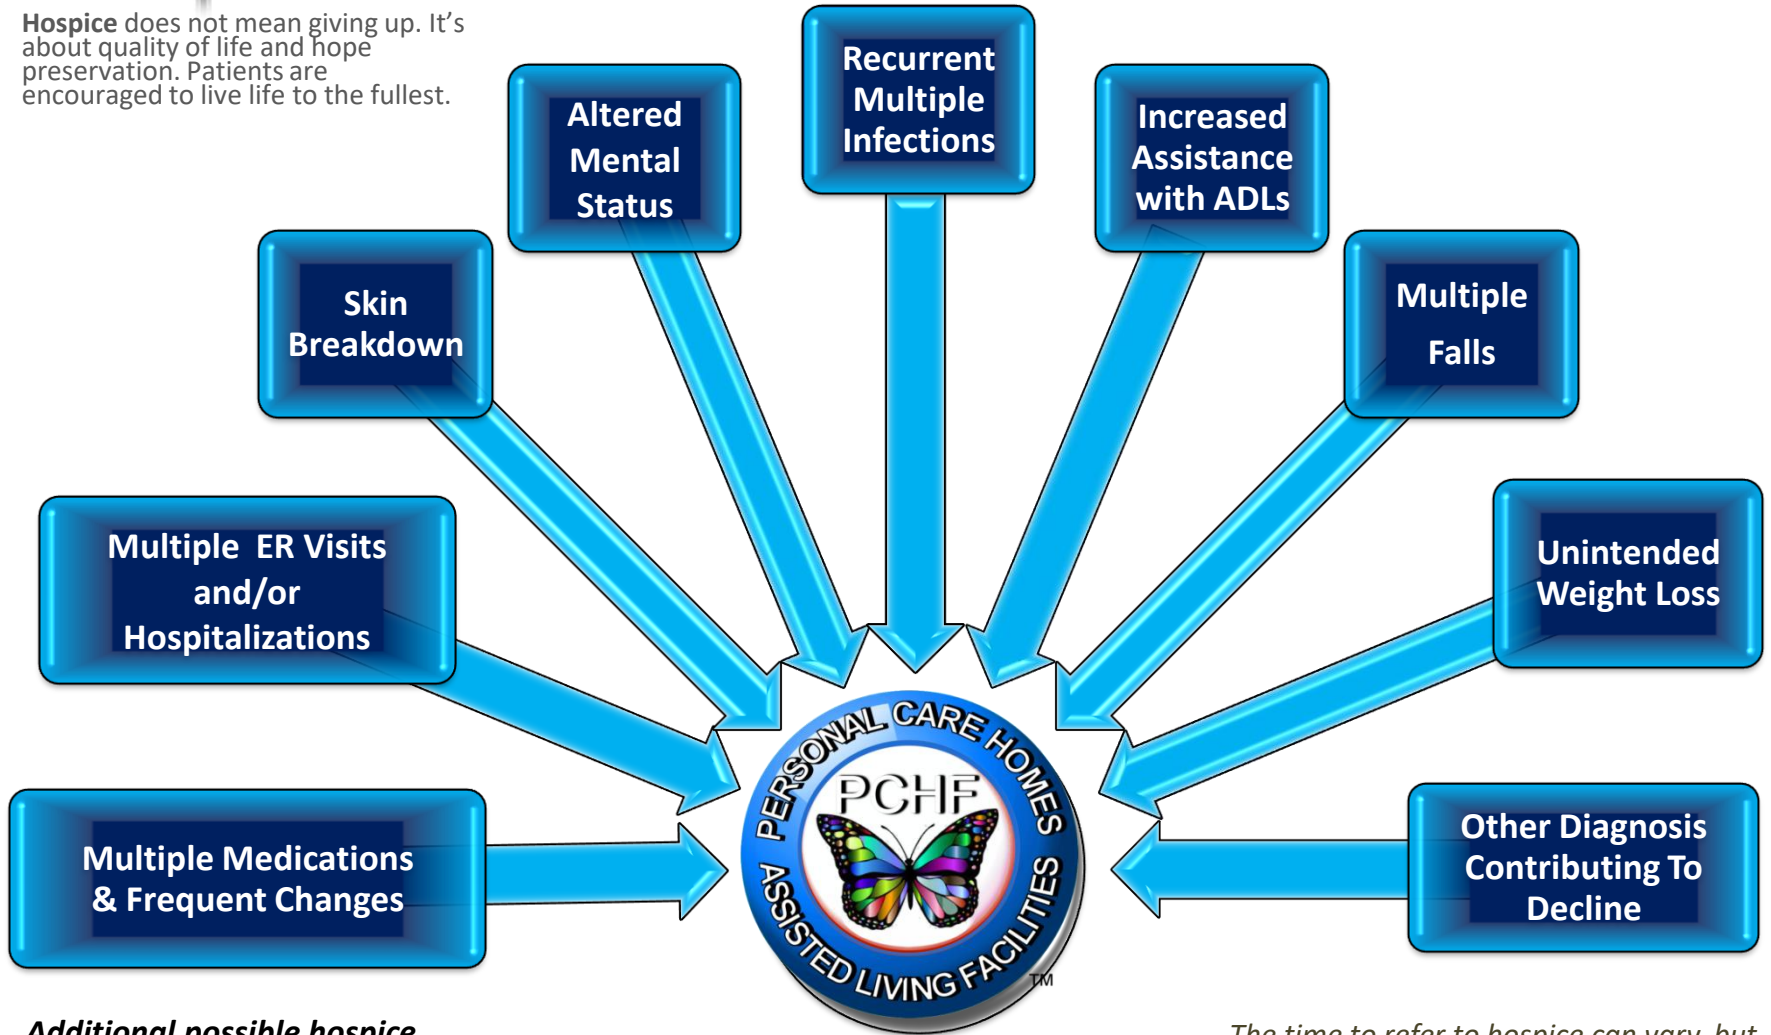 Hospice does not mean giving up. It's
about quality of life and hope
preservation. Patients are
encouraged to live life to the fullest.
Recurrent
Multiple
Infections
Altered
Mental
Status
Increased
Assistance
with ADLs
Skin
Breakdown
Multiple
Falls
Multiple ER Visits
and/or
Hospitalizations
Unintended
Weight Loss
Multiple Medications
& Frequent Changes
Other Diagnosis
Contributing To
Decline
PERSONAL CARE HOMES
PCHF
ASSISTED LIVING FACILITIES
TM
Additional possible hospice
The time to refer to hospice can vary, but